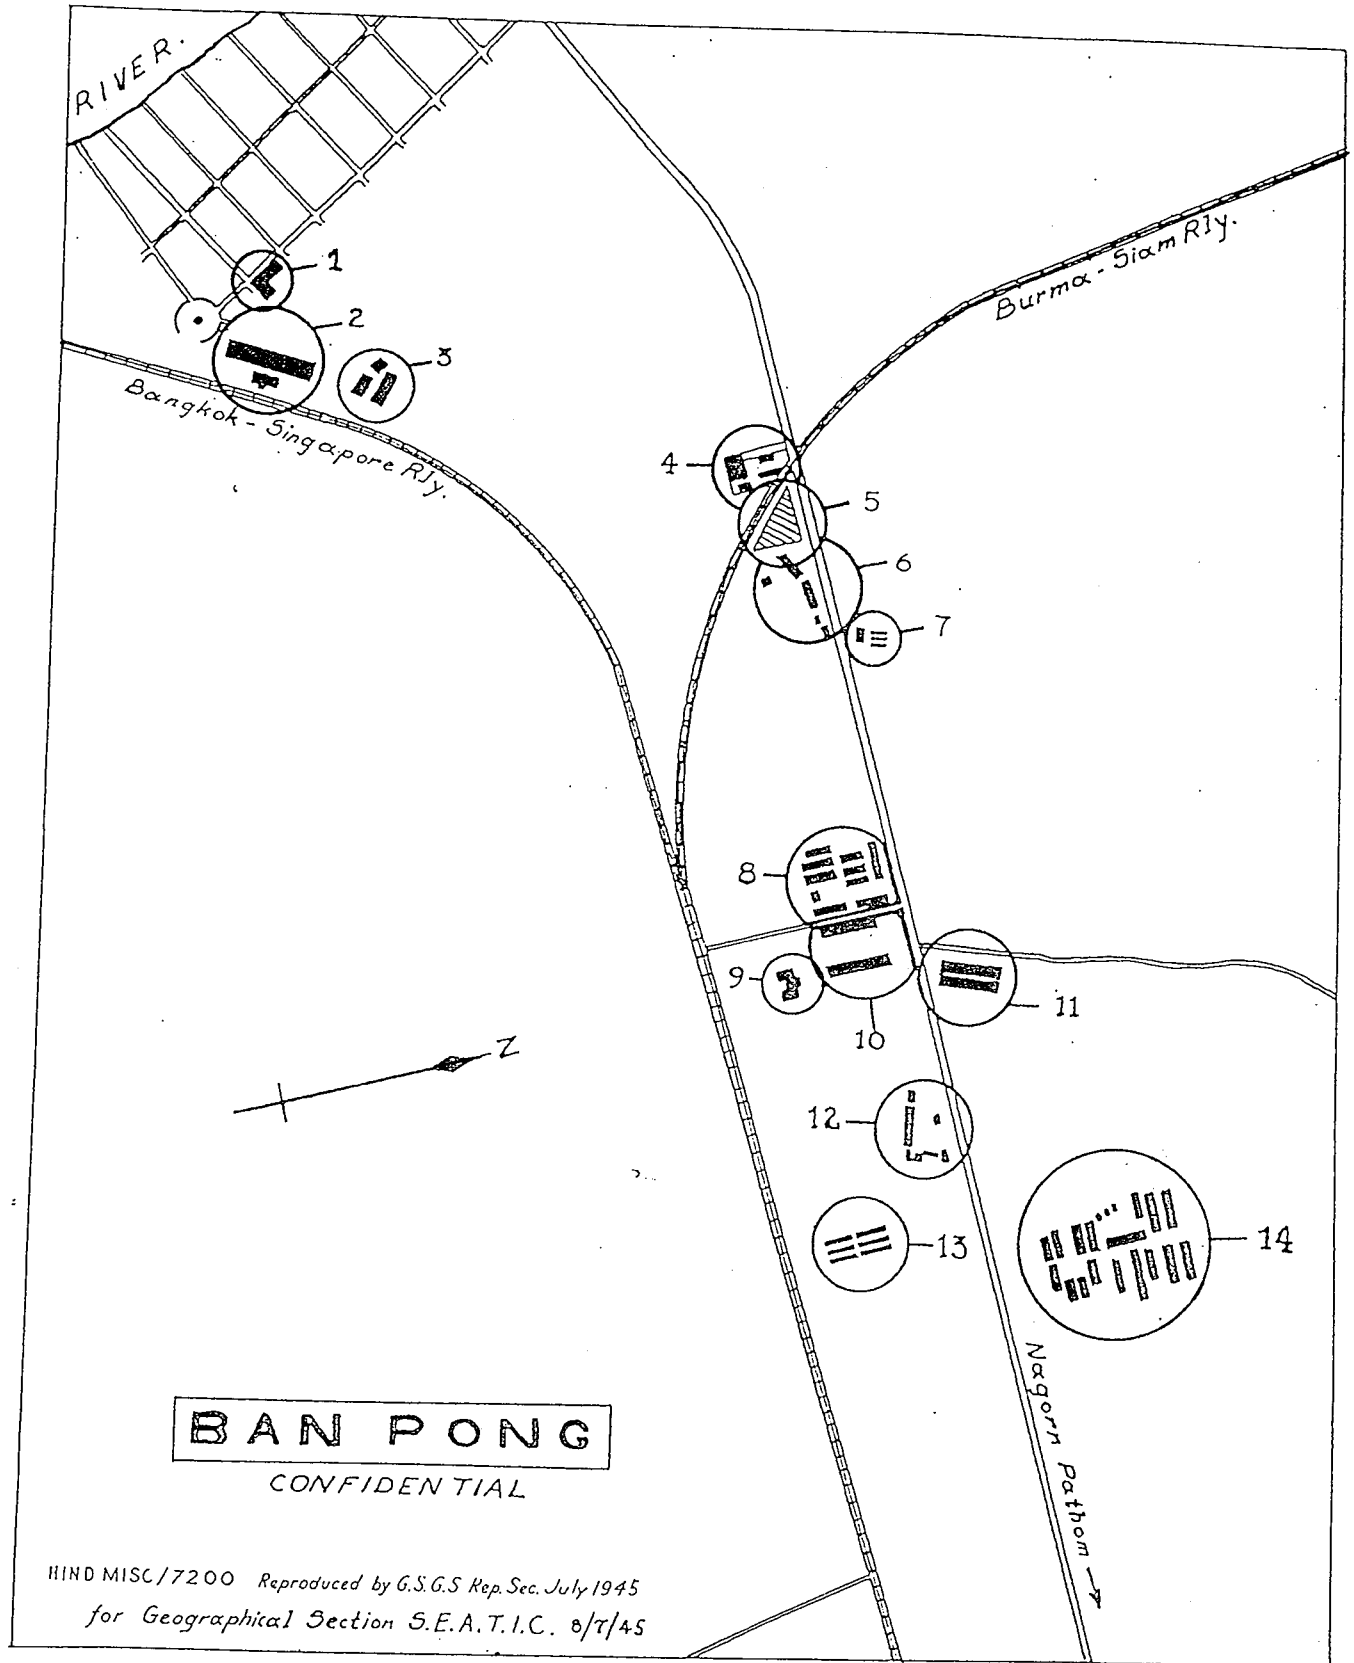 RIVER.
1
2
3
Bangkok - Singapore Rly.
Burma - Siam Rly.
4
5
6
7
8
9
10
11
12
13
14
N
Nagorn Pathom
BAN PONG
CONFIDENTIAL
HIND MISC/7200 Reproduced by G.S.G.S Rep. Sec. July 1945
for Geographical Section S.E.A.T.I.C. 8/7/45